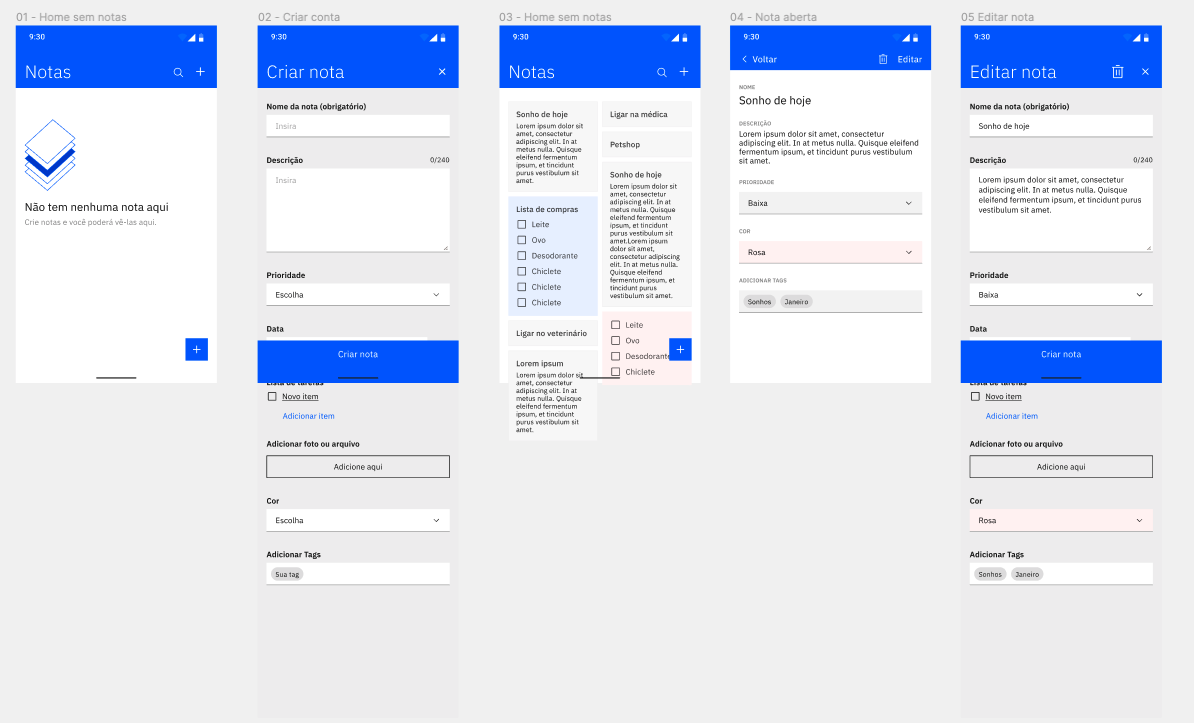 01 - Home sem notas
9:30
Notas
Não tem nenhuma nota aqui
Crie notas e você poderá vê-las aqui.
02 - Criar conta
9:30
Criar nota
Nome da nota (obrigatório)
Insira
Descrição
0/240
Insira
Prioridade
Escolha
Data
Criar nota
Lista de tarefas
Novo item
Adicionar item
Adicionar foto ou arquivo
Adicione aqui
Cor
Escolha
Adicionar Tags
Sua tag
03 - Home sem notas
9:30
Notas
Sonho de hoje
Lorem ipsum dolor sit
amet, consectetur
adipiscing elit. In at
metus nulla. Quisque
eleifend fermentum
ipsum, et tincidunt
purus vestibulum sit
amet.
Lista de compras
Leite
Ovo
Desodorante
Chiclete
Chiclete
Chiclete
Ligar no veterinário
Lorem ipsum
Lorem ipsum dolor sit
amet, consectetur
adipiscing elit. In at
metus nulla. Quisque
eleifend fermentum
ipsum, et tincidunt
purus vestibulum sit
amet.
Ligar na médica
Petshop
Sonho de hoje
Lorem ipsum dolor sit
amet, consectetur
adipiscing elit. In at
metus nulla. Quisque
eleifend fermentum
ipsum, et tincidunt
purus vestibulum sit
amet.Lorem ipsum
dolor sit amet,
consectetur adipiscing
elit. In at metus nulla.
Quisque eleifend
fermentum ipsum, et
tincidunt purus
vestibulum sit amet.
Leite
Ovo
Desodorante
Chiclete
04 - Nota aberta
9:30
Voltar
Editar
NOME
Sonho de hoje
DESCRIÇÃO
Lorem ipsum dolor sit amet, consectetur
adipiscing elit. In at metus nulla. Quisque eleifend
fermentum ipsum, et tincidunt purus vestibulum
sit amet.
PRIORIDADE
Baixa
COR
Rosa
ADICIONAR TAGS
Sonhos
Janeiro
05 Editar nota
9:30
Editar nota
Nome da nota (obrigatório)
Sonho de hoje
Descrição
0/240
Lorem ipsum dolor sit amet, consectetur
adipiscing elit. In at metus nulla. Quisque
eleifend fermentum ipsum, et tincidunt purus
vestibulum sit amet.
Prioridade
Baixa
Data
Criar nota
Lista de tarefas
Novo item
Adicionar item
Adicionar foto ou arquivo
Adicione aqui
Cor
Rosa
Adicionar Tags
Sonhos
Janeiro